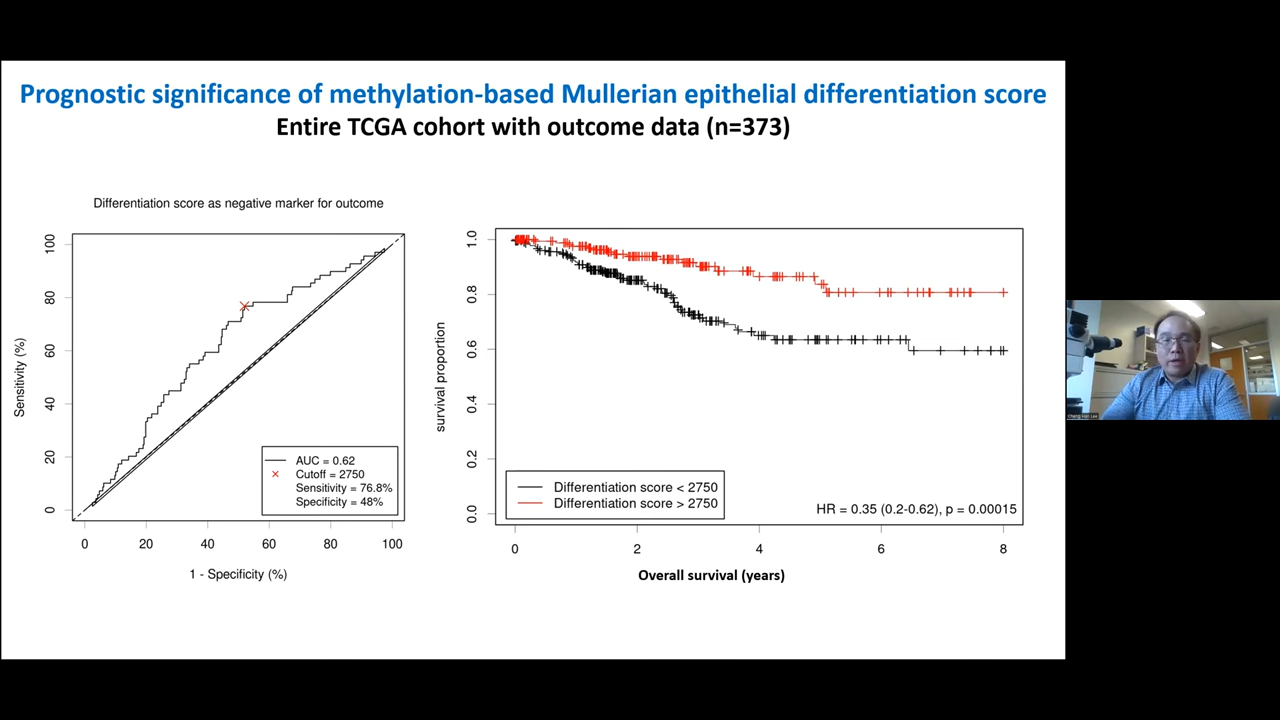 Prognostic significance of methylation-based Mullerian epithelial differentiation score
Entire TCGA cohort with outcome data (n=373)
Differentiation score as negative marker for outcome
Sensitivity (%)
100
80
60
40
20
0
AUC = 0.62
Cutoff = 2750
Sensitivity = 76.8%
Specificity = 48%
0 20 40 60 80 100
1 - Specificity (%)
survival proportion
1.0
0.8
0.6
0.4
0.2
0.0
Differentiation score < 2750
Differentiation score > 2750
HR = 0.35 (0.2-0.62), p = 0.00015
0 2 4 6 8
Overall survival (years)
Cheng-Han Lee